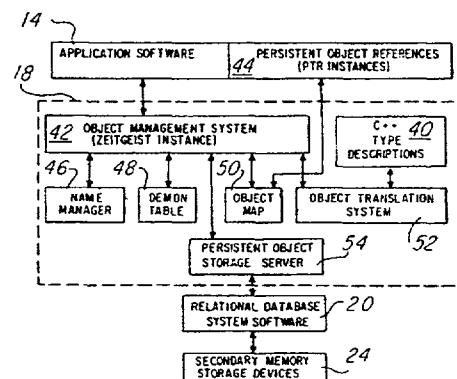 14
APPLICATION SOFTWARE
44
PERSISTENT OBJECT REFERENCES
(PTR INSTANCES)
18
42
OBJECT MANAGEMENT SYSTEM
(ZEITGEIST INSTANCE)
C++
TYPE
DESCRIPTIONS
40
46
NAME
MANAGER
48
DEMON
TABLE
50
OBJECT
MAP
OBJECT TRANSLATION
SYSTEM
52
PERSISTENT OBJECT
STORAGE SERVER
54
RELATIONAL DATABASE
SYSTEM SOFTWARE
20
SECONDARY MEMORY
STORAGE DEVICES
24